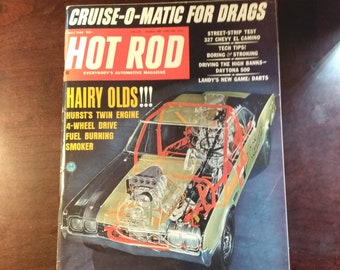 CRUISE-O-MATIC FOR DRAGS
HOT ROD
EVERYBODY'S AUTOMOTIVE MAGAZINE
STREET-STRIP TEST
327 CHEVY EL CAMINO
TECH TIPS!
BORING & STROKING
DRIVING THE HIGH BANKS—
DAYTONA 500
LANDY'S NEW GAME: DARTS
HAIRY OLDS!!!
HURST'S TWIN ENGINE
4-WHEEL DRIVE
FUEL BURNING
SMOKER